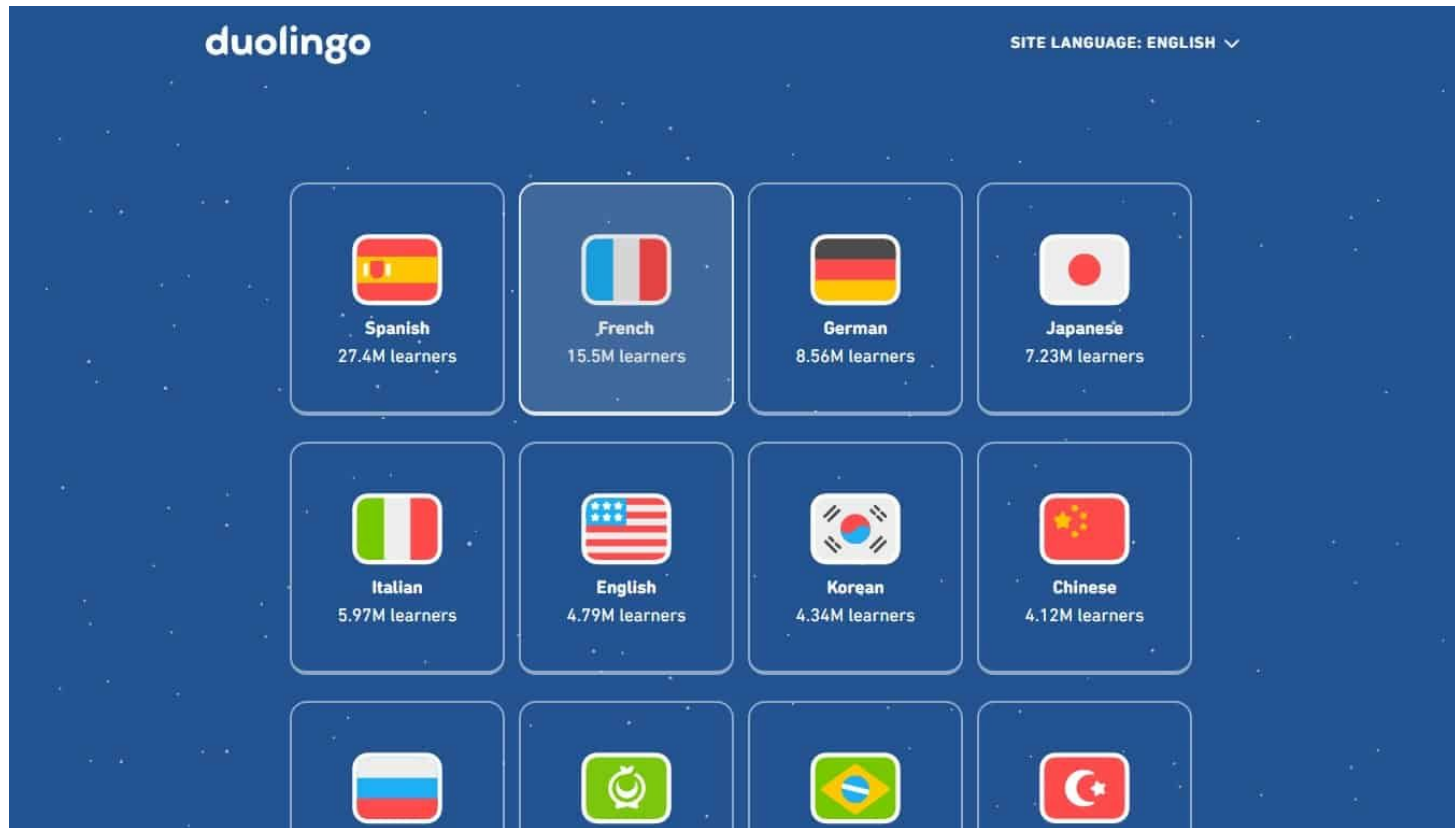 duolingo
SITE LANGUAGE: ENGLISH
Spanish
27.4M learners
French
15.5M learners
German
8.56M learners
Japanese
7.23M learners
Italian
5.97M learners
English
4.79M learners
Korean
4.34M learners
Chinese
4.12M learners